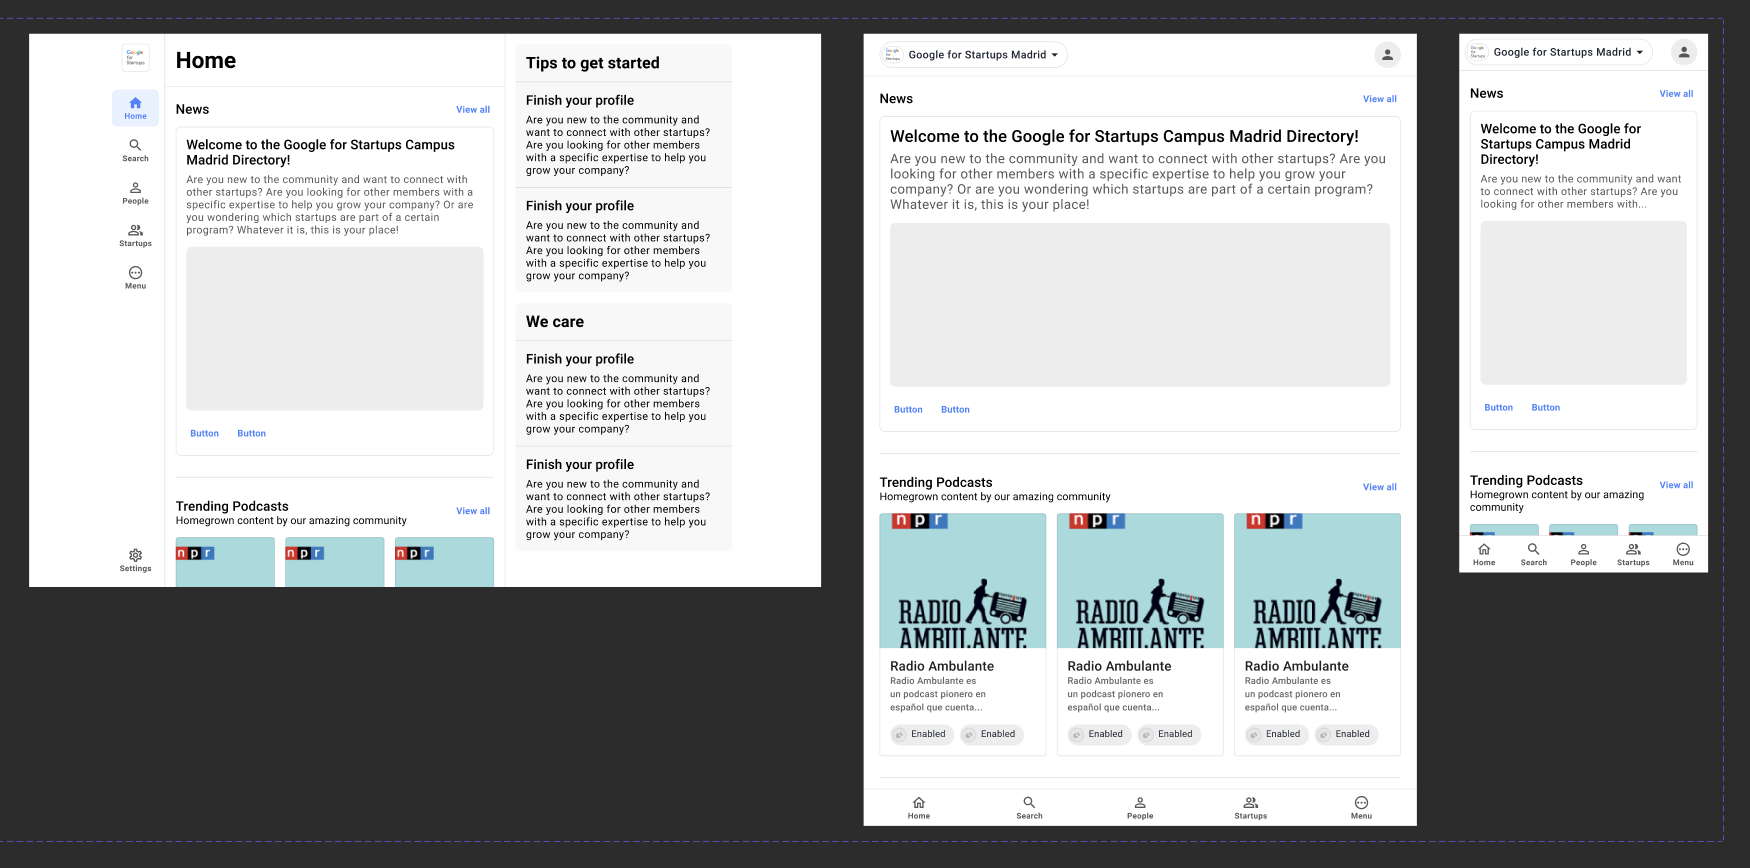 Google
for
Startups
Home
Search
People
Startups
Menu
Settings
Home
News
View all
Welcome to the Google for Startups Campus
Madrid Directory!
Are you new to the community and want to connect with
other startups? Are you looking for other members with a
specific expertise to help you grow your company? Or are
you wondering which startups are part of a certain
program? Whatever it is, this is your place!
Button
Button
Trending Podcasts
Homegrown content by our amazing community
View all
npr
npr
npr
Tips to get started
Finish your profile
Are you new to the community and
want to connect with other startups?
Are you looking for other members
with a specific expertise to help you
grow your company?
Finish your profile
Are you new to the community and
want to connect with other startups?
Are you looking for other members
with a specific expertise to help you
grow your company?
We care
Finish your profile
Are you new to the community and
want to connect with other startups?
Are you looking for other members
with a specific expertise to help you
grow your company?
Finish your profile
Are you new to the community and
want to connect with other startups?
Are you looking for other members
with a specific expertise to help you
grow your company?
Google
for
Startups
Google for Startups Madrid
News
View all
Welcome to the Google for Startups Campus Madrid Directory!
Are you new to the community and want to connect with other startups? Are you
looking for other members with a specific expertise to help you grow your
company? Or are you wondering which startups are part of a certain program?
Whatever it is, this is your place!
Button
Button
Trending Podcasts
Homegrown content by our amazing community
View all
npr
RADIO
AMBULANTE
Radio Ambulante
Radio Ambulante es
un podcast pionero en
español que cuenta...
Enabled
Enabled
npr
RADIO
AMBULANTE
Radio Ambulante
Radio Ambulante es
un podcast pionero en
español que cuenta...
Enabled
Enabled
npr
RADIO
AMBULANTE
Radio Ambulante
Radio Ambulante es
un podcast pionero en
español que cuenta...
Enabled
Enabled
Home
Search
People
Startups
Menu
Google
for
Startups
Google for Startups Madrid
News
View all
Welcome to the Google for
Startups Campus Madrid
Directory!
Are you new to the community and want
to connect with other startups? Are you
looking for other members with...
Button
Button
Trending Podcasts
Homegrown content by our amazing
community
View all
Home
Search
People
Startups
Menu